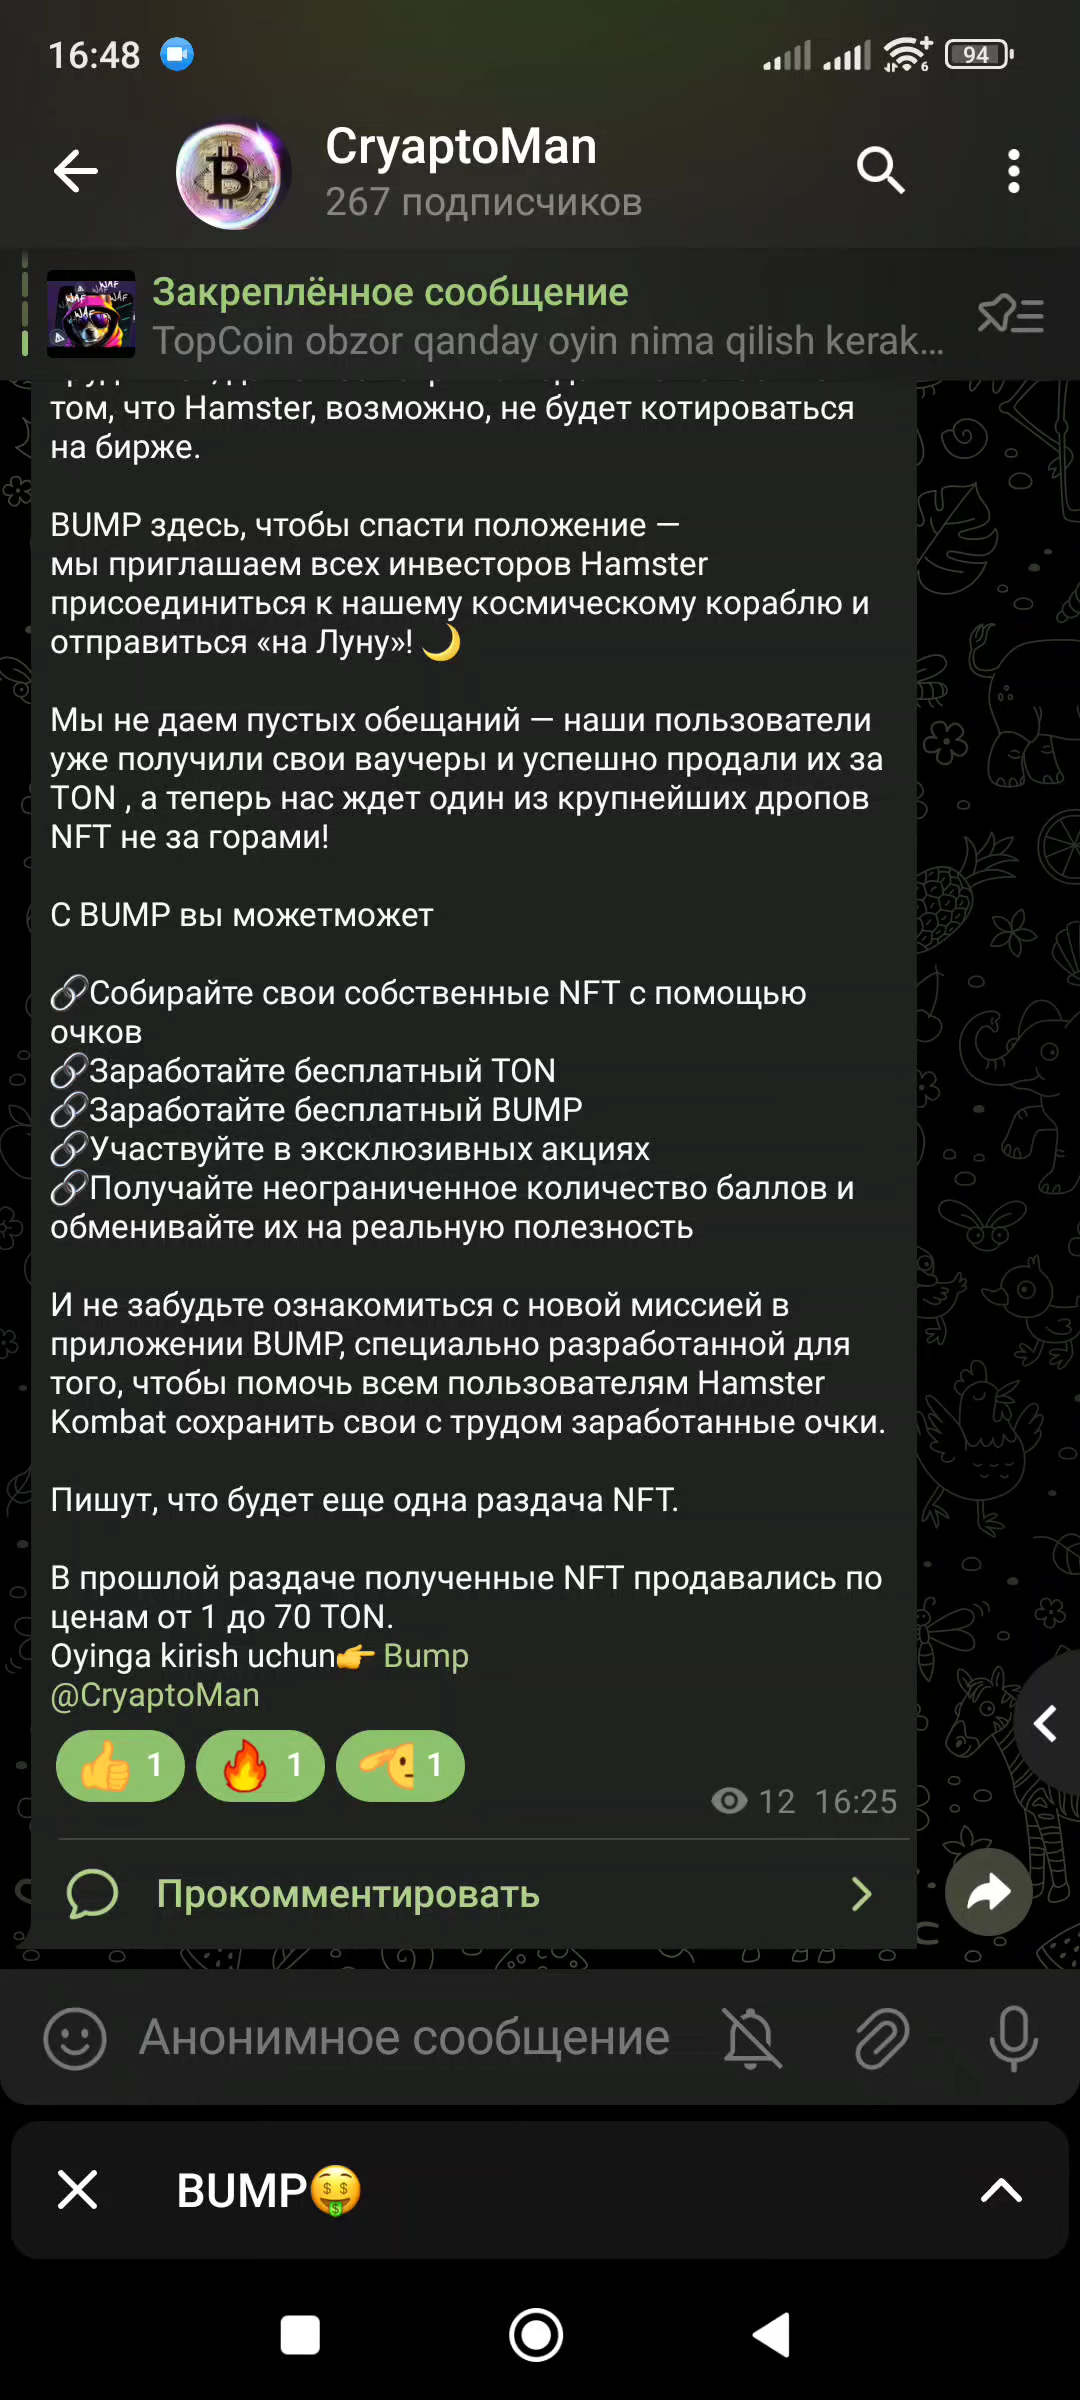 16:48
94
CryaptoMan
267 подписчиков
Закреплённое сообщение
TopCoin obzor qanday oyin nima qilish kerak...
том, что Hamster, возможно, не будет котироваться
на бирже.
BUMP здесь, чтобы спасти положение —
мы приглашаем всех инвесторов Hamster
присоединиться к нашему космическому кораблю и
отправиться «на Луну»! 🌙
Мы не даем пустых обещаний — наши пользователи
уже получили свои ваучеры и успешно продали их за
TON , а теперь нас ждет один из крупнейших дропов
NFT не за горами!
С BUMP вы можетможет
🔗Собирайте свои собственные NFT с помощью
очков
🔗Заработайте бесплатный TON
🔗Заработайте бесплатный BUMP
🔗Участвуйте в эксклюзивных акциях
🔗Получайте неограниченное количество баллов и
обменивайте их на реальную полезность
И не забудьте ознакомиться с новой миссией в
приложении BUMP, специально разработанной для
того, чтобы помочь всем пользователям Hamster
Kombat сохранить свои с трудом заработанные очки.
Пишут, что будет еще одна раздача NFT.
В прошлой раздаче полученные NFT продавались по
ценам от 1 до 70 TON.
Oyinga kirish uchun👉 Bump
@CryaptoMan
👍 1 🔥 1 🫡 1
12 16:25
Прокомментировать
Анонимное сообщение
BUMP🤑